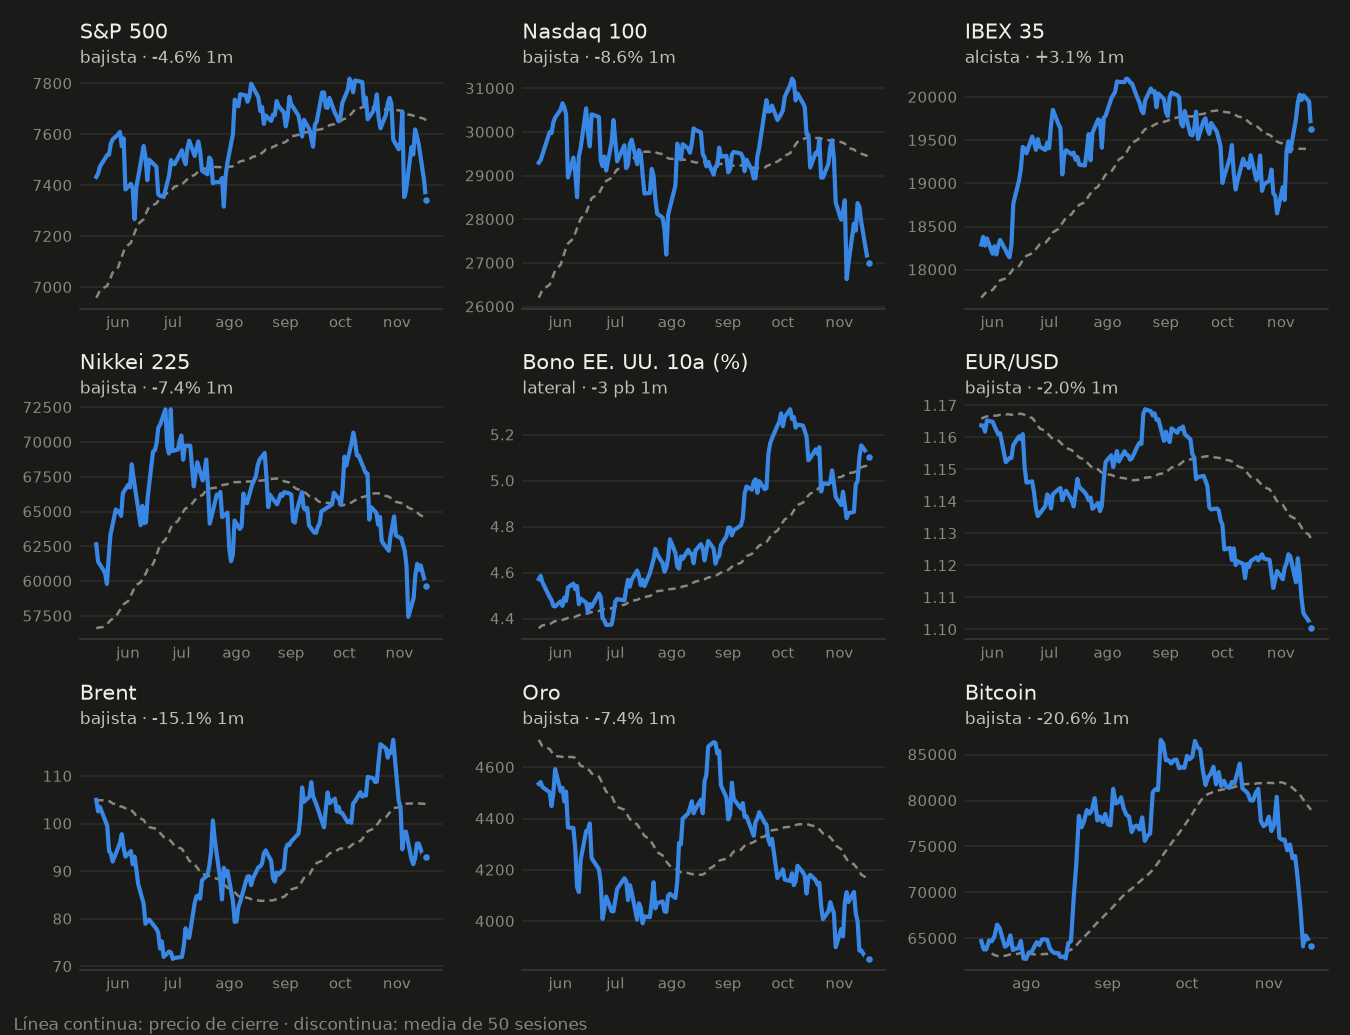 S&P 500
bajista · -4.6% 1m
7800
7600
7400
7200
7000
jun jul ago sep oct nov
Nasdaq 100
bajista · -8.6% 1m
31000
30000
29000
28000
27000
26000
jun jul ago sep oct nov
IBEX 35
alcista · +3.1% 1m
20000
19500
19000
18500
18000
jun jul ago sep oct nov
Nikkei 225
bajista · -7.4% 1m
72500
70000
67500
65000
62500
60000
57500
jun jul ago sep oct nov
Bono EE. UU. 10a (%)
lateral · -3 pb 1m
5.2
5.0
4.8
4.6
4.4
jun jul ago sep oct nov
EUR/USD
bajista · -2.0% 1m
1.17
1.16
1.15
1.14
1.13
1.12
1.11
1.10
jun jul ago sep oct nov
Brent
bajista · -15.1% 1m
110
100
90
80
70
jun jul ago sep oct nov
Oro
bajista · -7.4% 1m
4600
4400
4200
4000
jun jul ago sep oct nov
Bitcoin
bajista · -20.6% 1m
85000
80000
75000
70000
65000
ago sep oct nov
Línea continua: precio de cierre · discontinua: media de 50 sesiones